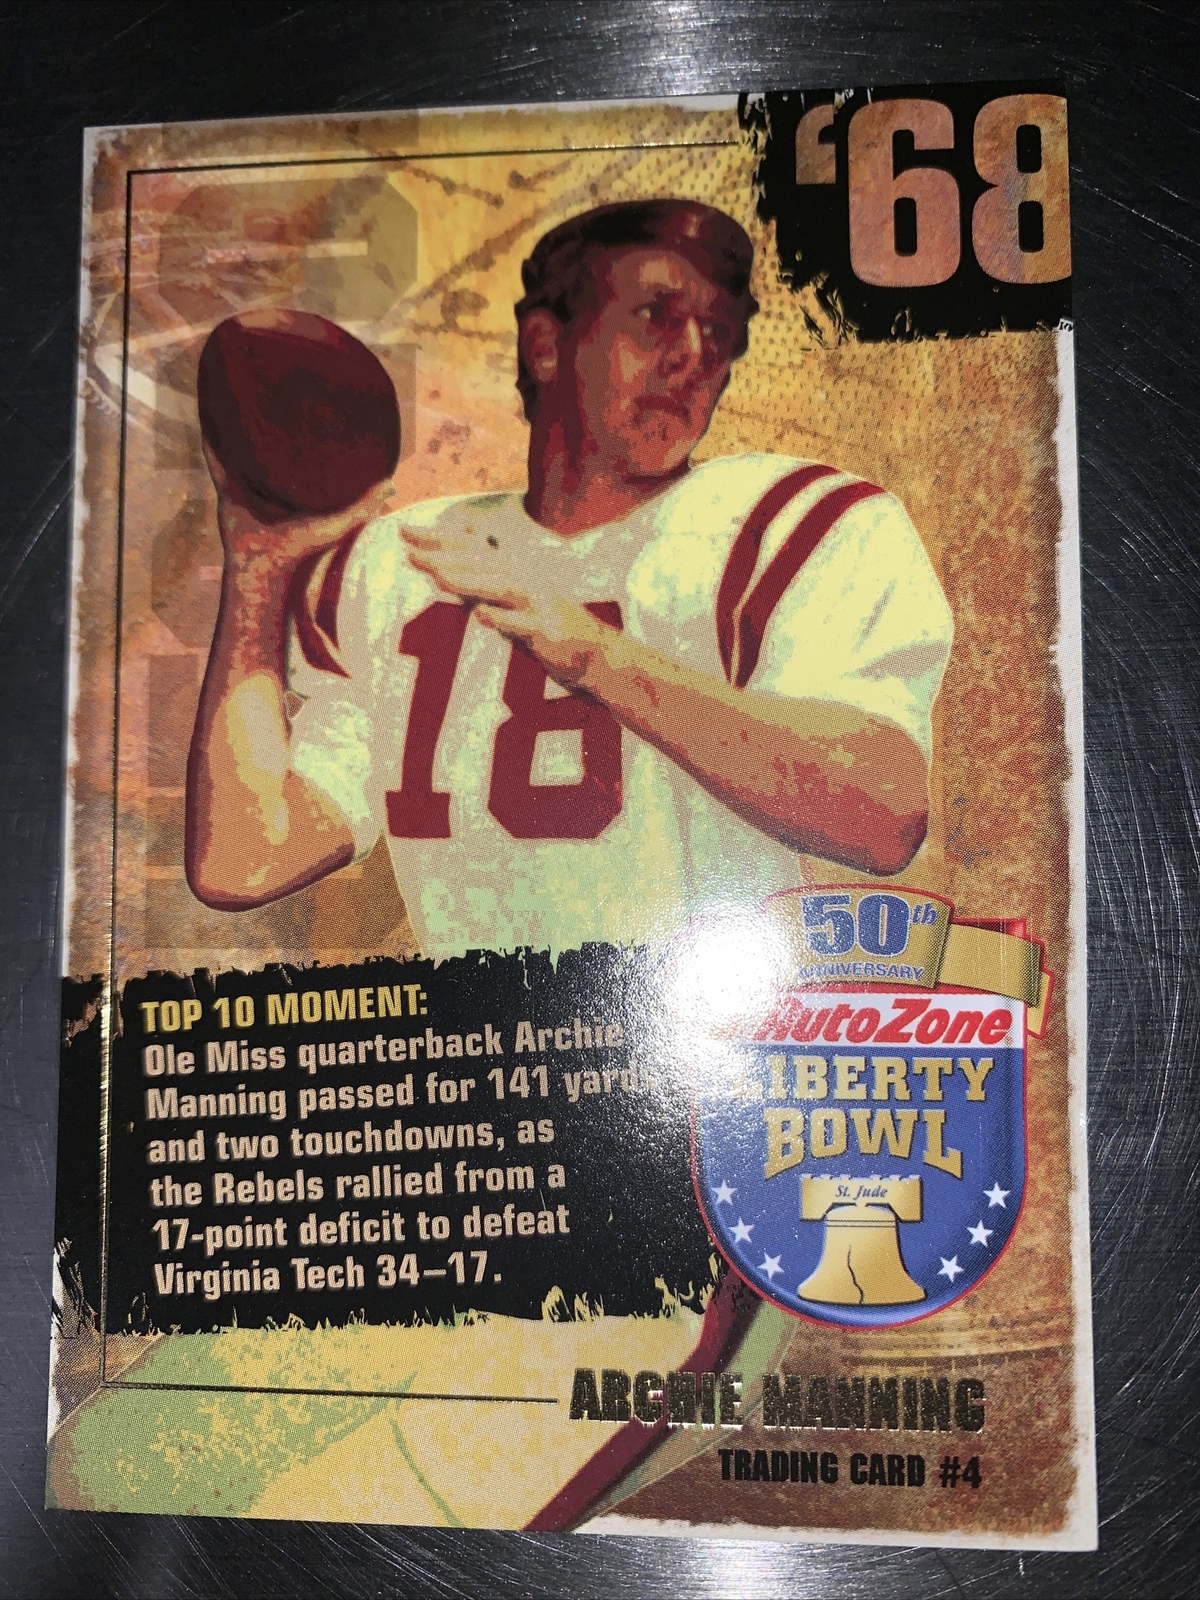 ‘68
18
50th
ANNIVERSARY
AutoZone
LIBERTY
BOWL
St. Jude
TOP 10 MOMENT:
Ole Miss quarterback Archie
Manning passed for 141 yards
and two touchdowns, as
the Rebels rallied from a
17-point deficit to defeat
Virginia Tech 34–17.
ARCHIE MANNING
TRADING CARD #4